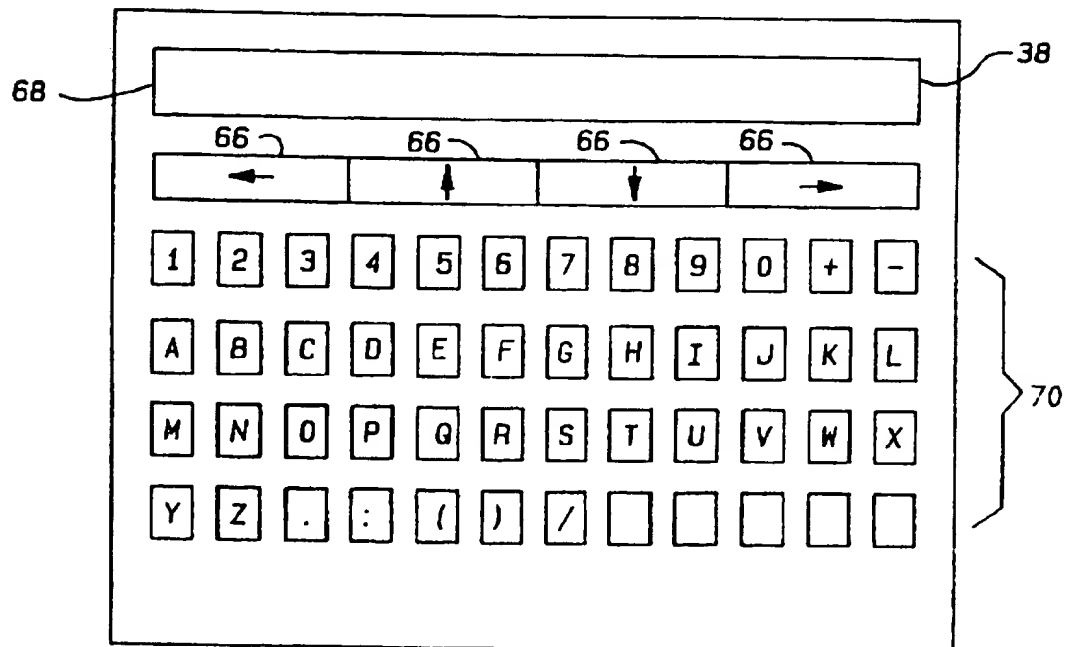 38
68
66 66 66 66
← ↑ ↓ →
1 2 3 4 5 6 7 8 9 0 + -
A B C D E F G H I J K L
70
M N O P Q R S T U V W X
Y Z . : ( ) /